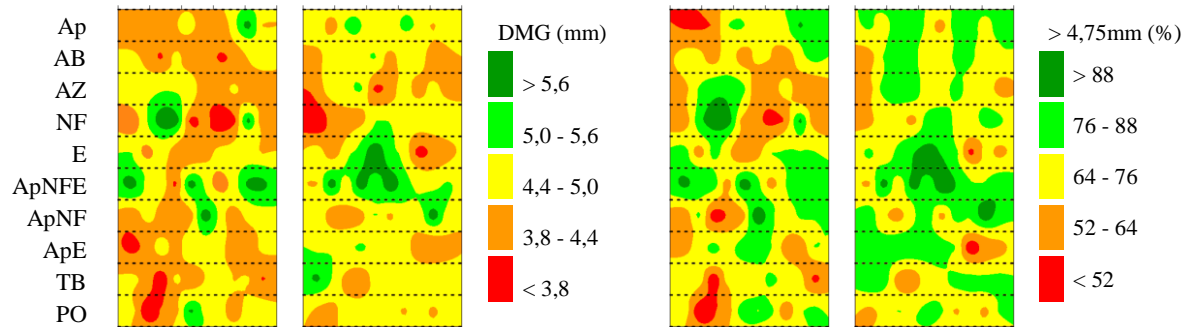 Ap
AB
AZ
NF
E
ApNFE
ApNF
ApE
TB
PO
DMG (mm)
> 5,6
5,0 - 5,6
4,4 - 5,0
3,8 - 4,4
< 3,8
> 4,75mm (%)
> 88
76 - 88
64 - 76
52 - 64
< 52